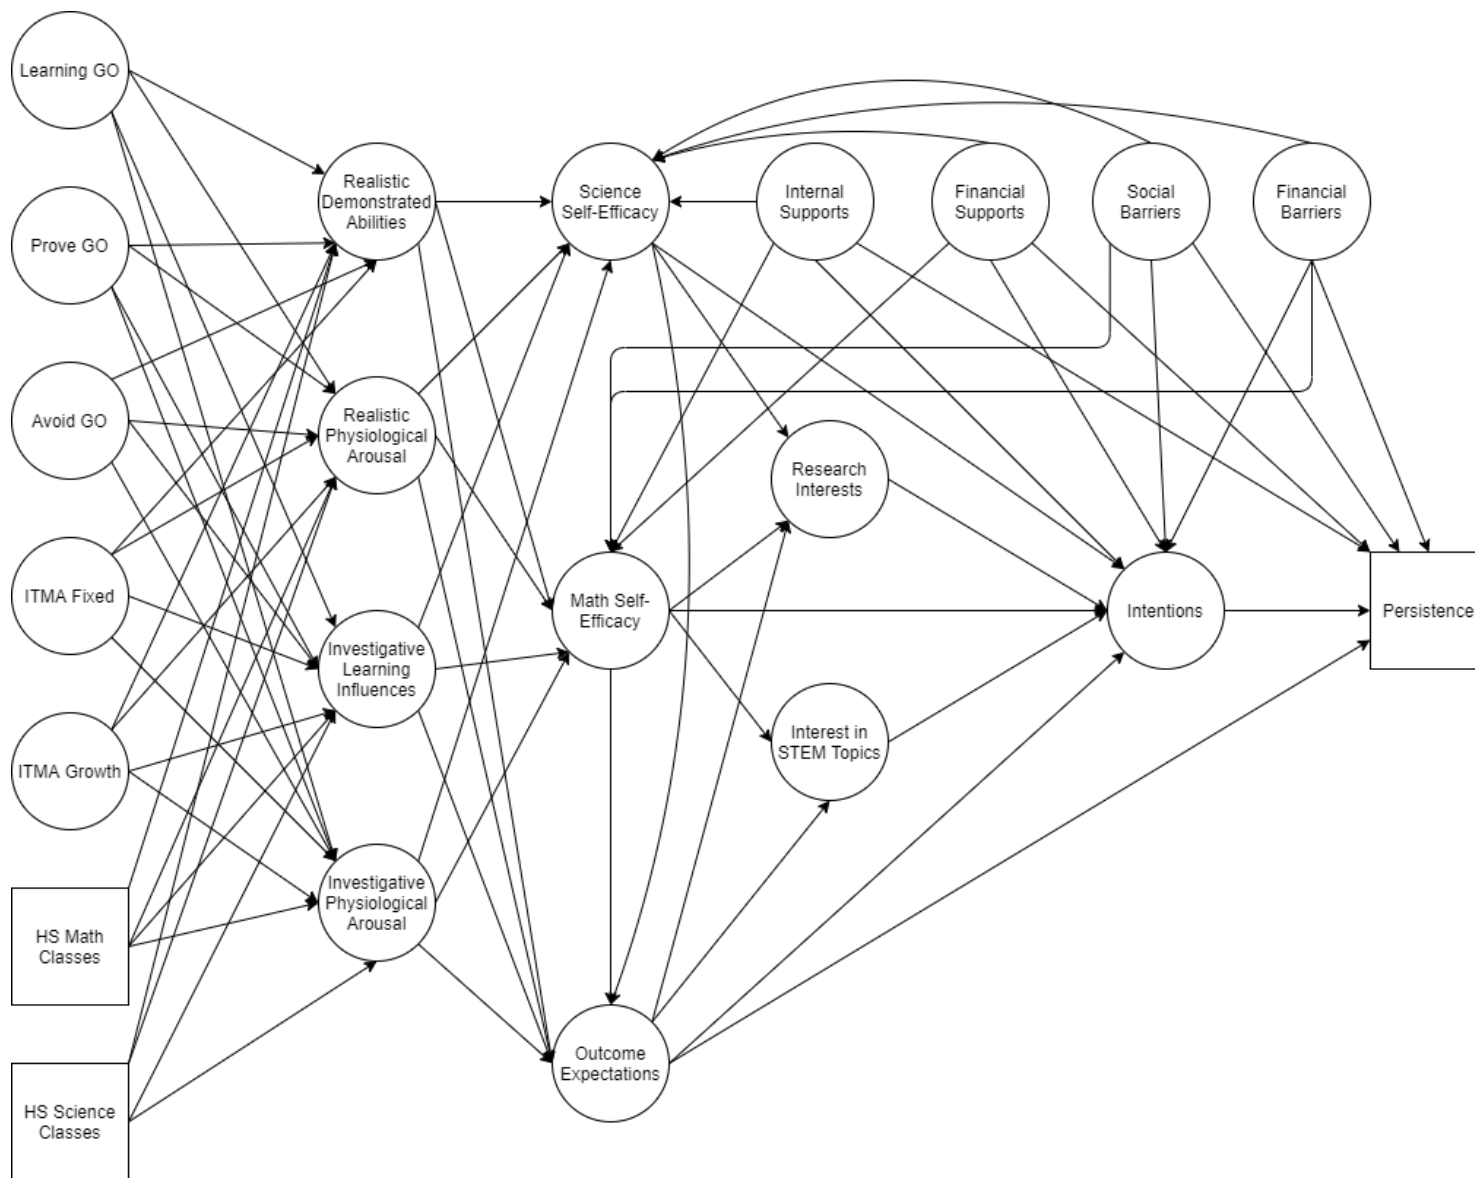 Learning GO
Prove GO
Avoid GO
ITMA Fixed
ITMA Growth
HS Math
Classes
HS Science
Classes
Realistic
Demonstrated
Abilities
Realistic
Physiological
Arousal
Investigative
Learning
Influences
Investigative
Physiological
Arousal
Science
Self-Efficacy
Math Self-
Efficacy
Outcome
Expectations
Internal
Supports
Financial
Supports
Social
Barriers
Financial
Barriers
Research
Interests
Interest in
STEM Topics
Intentions
Persistence